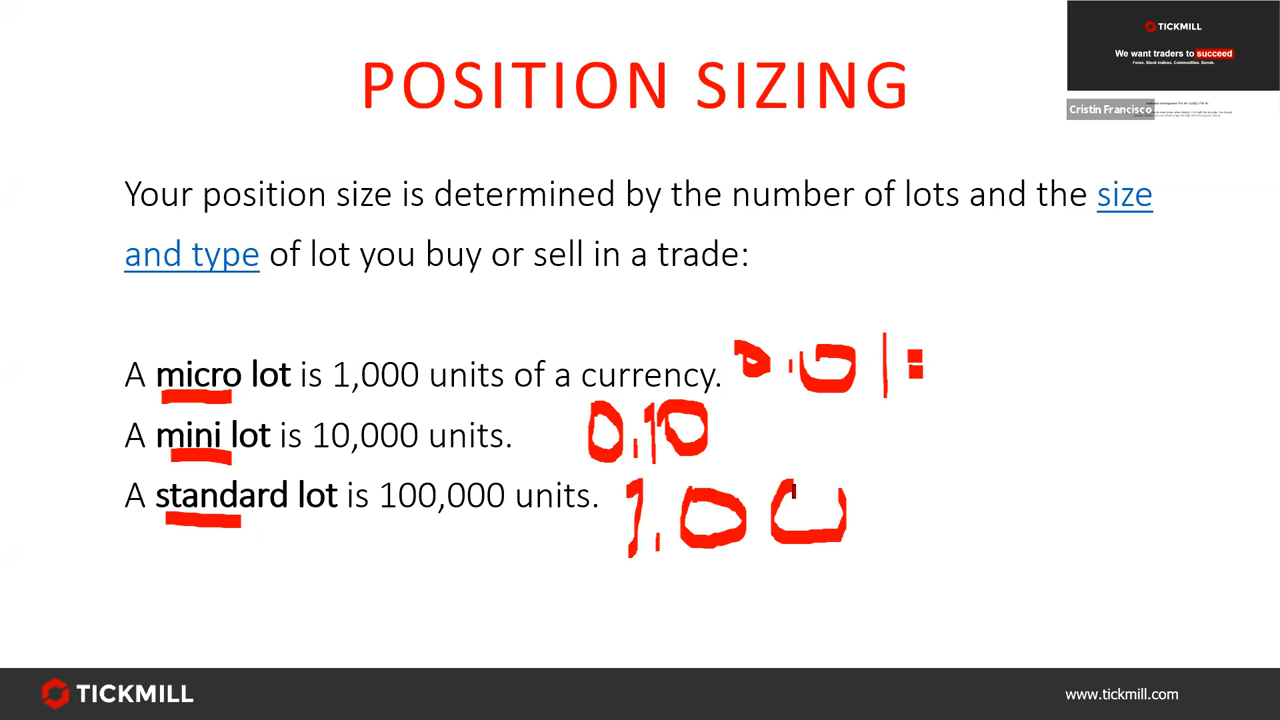 TICKMILL
We want traders to succeed
Forex. Stock Indices. Commodities. Bonds.
Cristin Francisco
POSITION SIZING
Your position size is determined by the number of lots and the size
and type of lot you buy or sell in a trade:
A micro lot is 1,000 units of a currency. 0.01
A mini lot is 10,000 units. 0.10
A standard lot is 100,000 units. 1.00
TICKMILL
www.tickmill.com